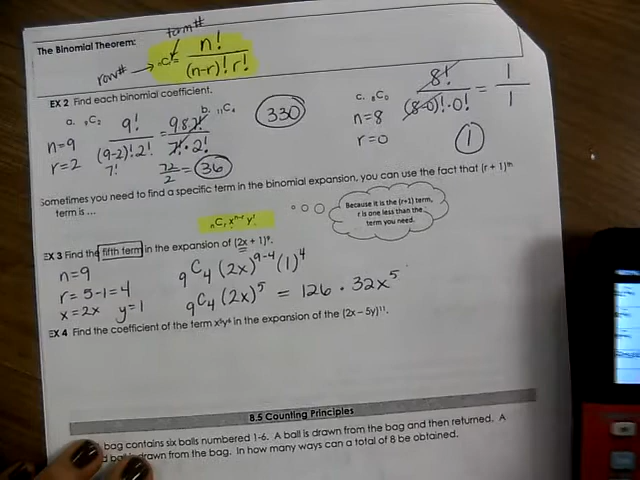 term#
The Binomial Theorem:
row# → nCr = n! / (n-r)! r!
EX 2 Find each binomial coefficient.
a. ₉C₂
n=9
r=2
9! / (9-2)! 2! = 9·8·7! / 7!·2!
7!
72/2 = 36
b. ₁₁C₄
330
c. ₈C₀
n=8
r=0
8! / (8-0)!·0! = 1/1
1
Sometimes you need to find a specific term in the binomial expansion, you can use the fact that (r + 1)ᵗʰ
term is ...
nCr xⁿ⁻ʳ yʳ
Because it is the (r+1) term,
r is one less than the
term you need.
EX 3 Find the fifth term in the expansion of (2x + 1)⁹.
n=9
r=5-1=4
x=2x y=1
₉C₄ (2x)⁹⁻⁴ (1)⁴
₉C₄ (2x)⁵ = 126 · 32x⁵
EX 4 Find the coefficient of the term in the expansion of the (2x – 5y)¹¹.
B.5 Counting Principles
bag contains six balls numbered 1-6. A ball is drawn from the bag and then returned. A
drawn from the bag. In how many ways can a total of 8 be obtained.